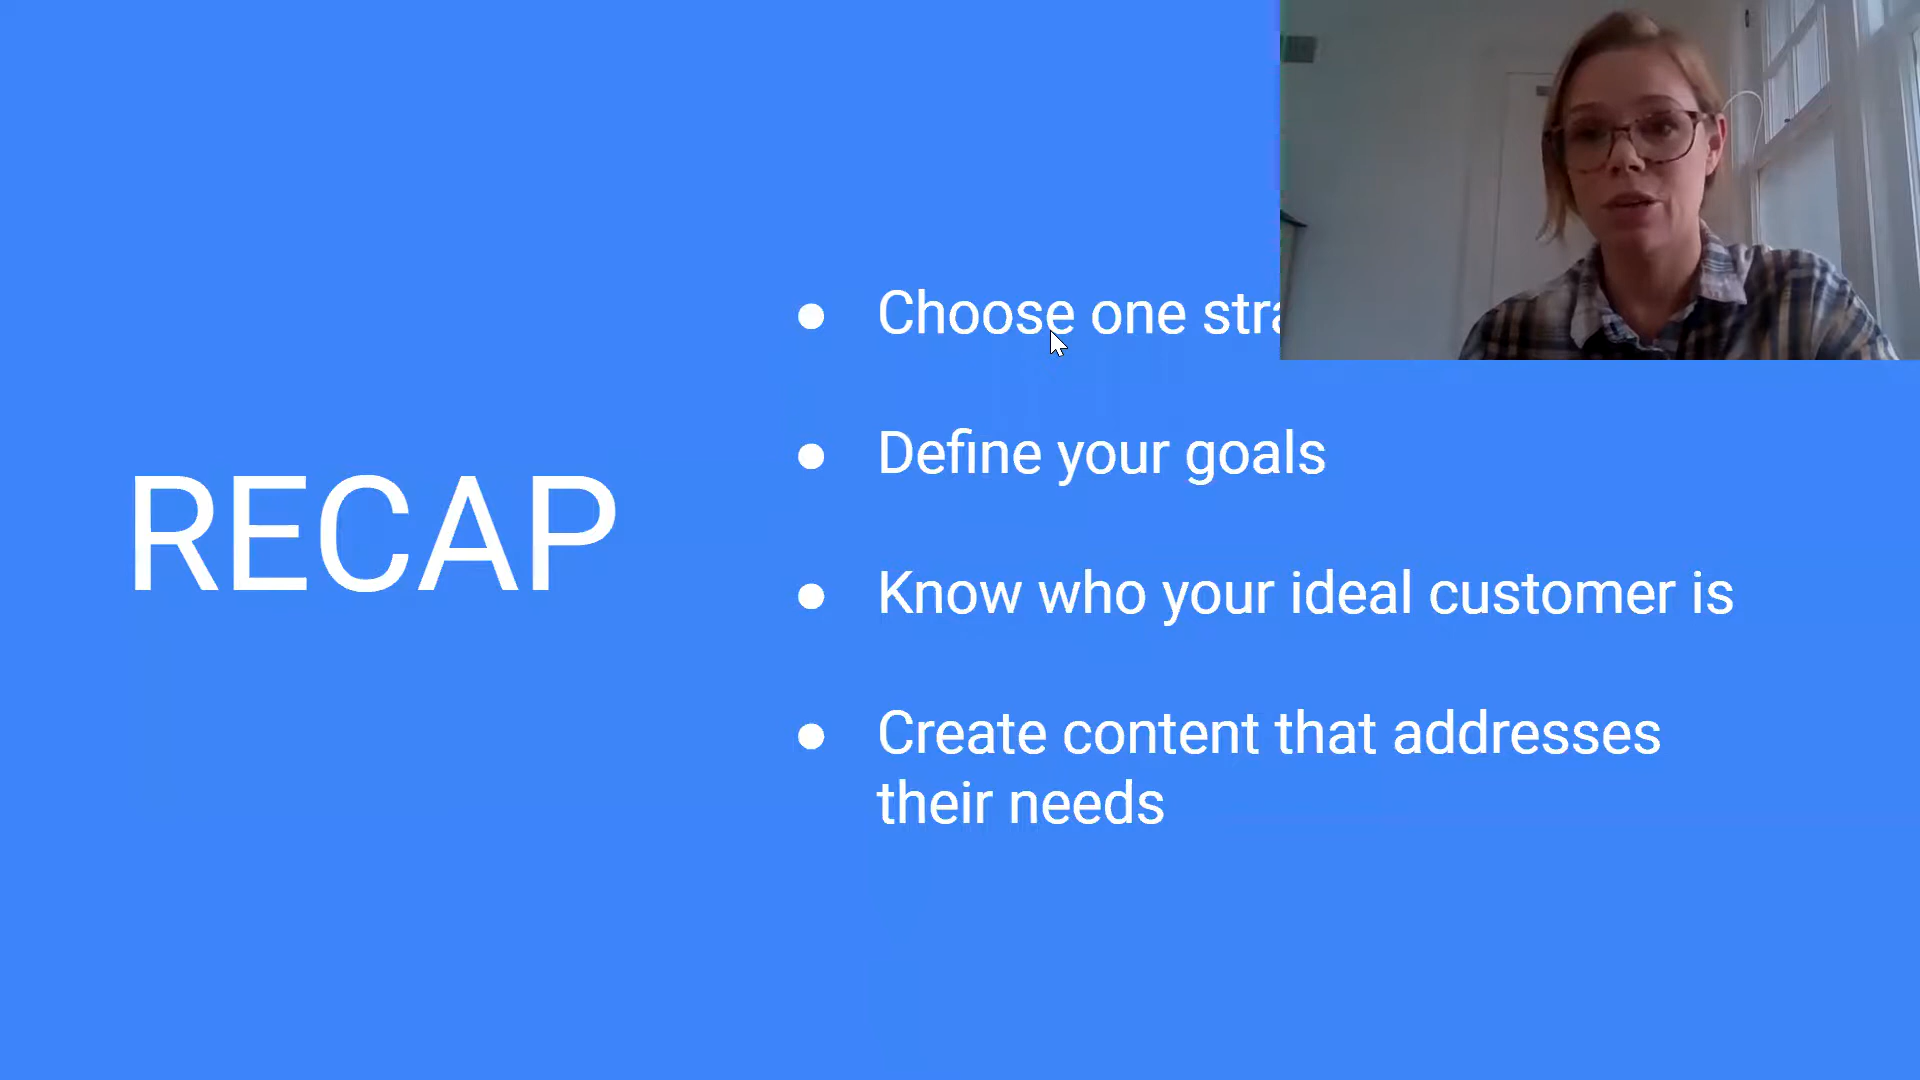 RECAP
Choose one
Define your goals
Know who your ideal customer is
Create content that addresses
their needs